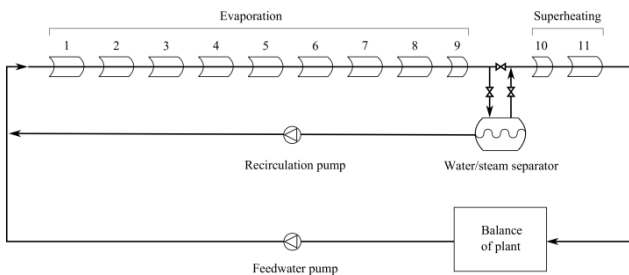 Evaporation Superheating
1 2 3 4 5 6 7 8 9 10 11
Recirculation pump Water/steam separator
Balance
of plant
Feedwater pump